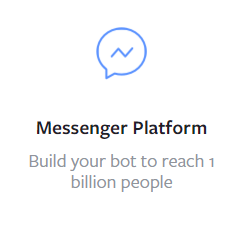 Messenger Platform
Build your bot to reach 1
billion people